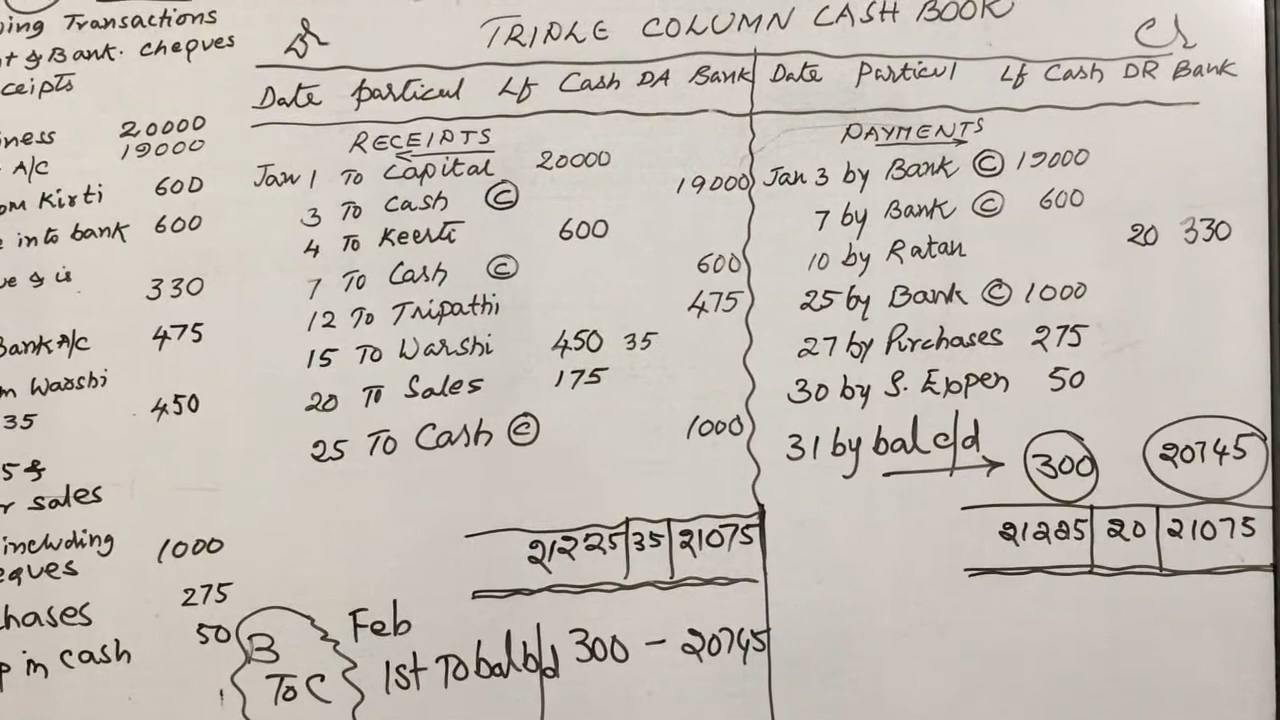 TRIPLE COLUMN CASH BOOK
Dr
Cr
ing Transactions
t & Bank. cheques
ceipts
iness 20000
A/C 19000
om Kirti 600
e into bank 600
ve & is
330
Bank A/c 475
m Warshi
35 450
5 &
r sales
including
eques 1000
chases 275
p in cash 50
Date particul Lf Cash DA Bank
RECEIPTS
Jan 1 To Capital 20000
3 To Cash © 19000
4 To Keerti 600
7 To Cash © 600
12 To Tripathi 475
15 To Warshi 450 35
20 To Sales 175
25 To Cash © 1000
21225 35 21075
Feb
1st To bal b/d 300 - 20745
B
To C
Date Particul Lf Cash DR Bank
PAYMENTS
Jan 3 by Bank © 19000
7 by Bank © 600
10 by Ratan 20 330
25 by Bank © 1000
27 by Purchases 275
30 by S. Expen 50
31 by bal c/d → 300 20745
21225 20 21075